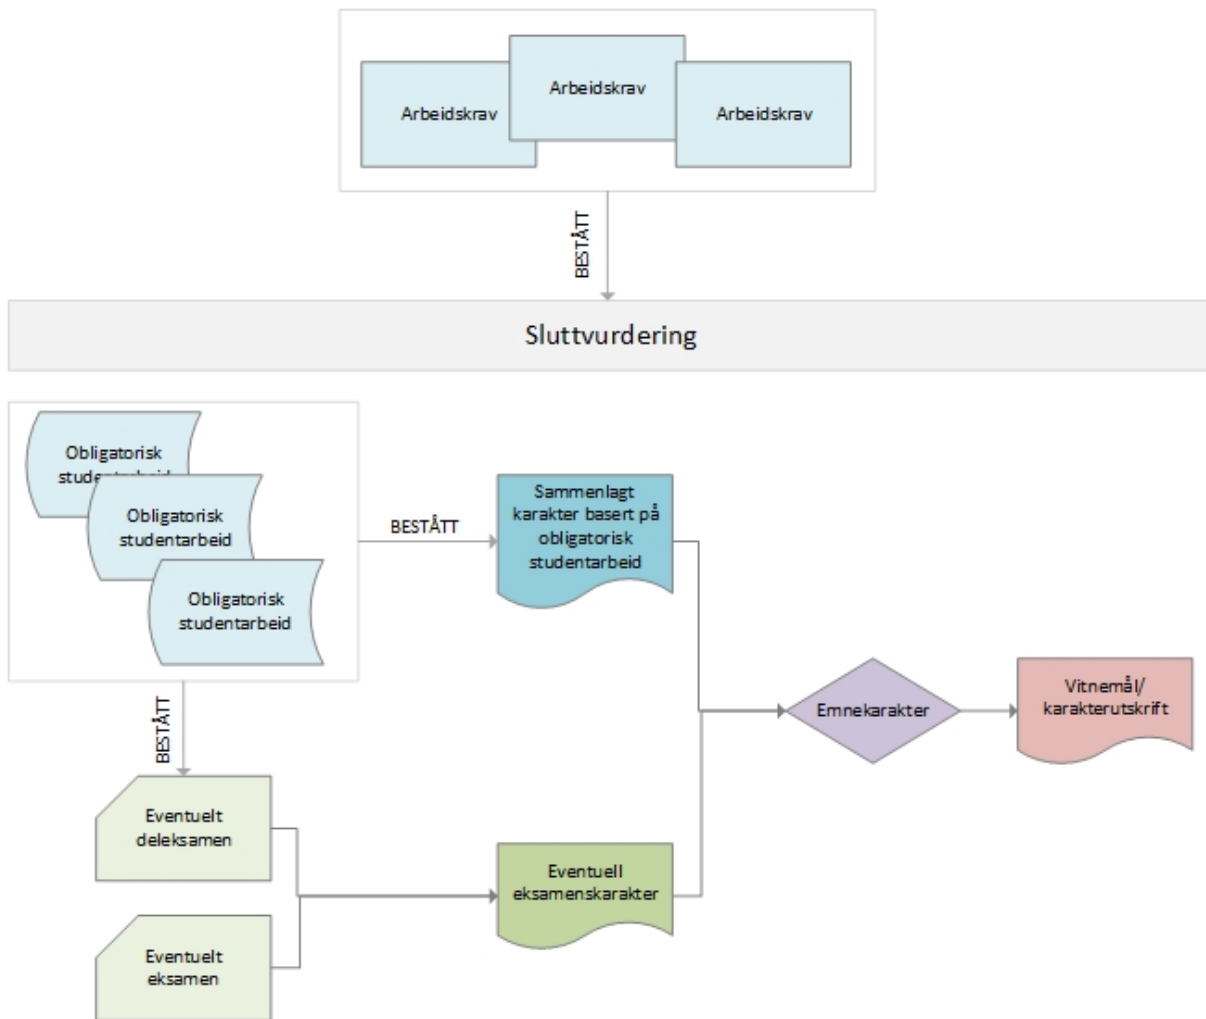 Arbeidskrav
Arbeidskrav
Arbeidskrav
BESTÅTT
Sluttvurdering
Obligatorisk
studentarbeid
Obligatorisk
studentarbeid
Obligatorisk
studentarbeid
BESTÅTT
Sammenlagt
karakter basert på
obligatorisk
studentarbeid
BESTÅTT
Emnekarakter
Vitnemål/
karakterutskrift
Eventuelt
deleksamen
Eventuell
eksamenskarakter
Eventuelt
eksamen